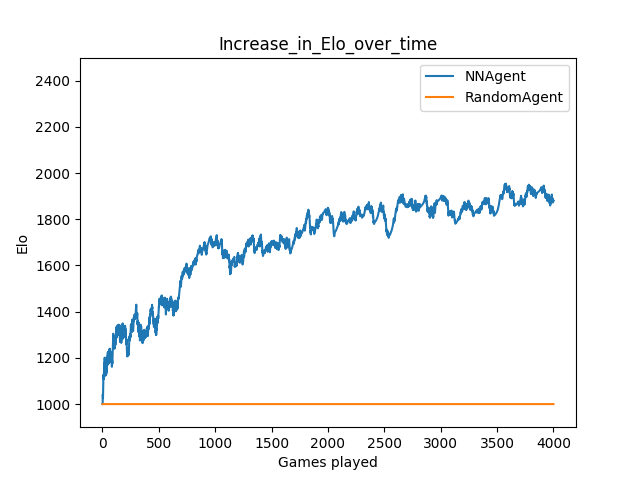 Increase_in_Elo_over_time
NNAgent
RandomAgent
2400
2200
2000
1800
1600
1400
1200
1000
Elo
0 500 1000 1500 2000 2500 3000 3500 4000
Games played